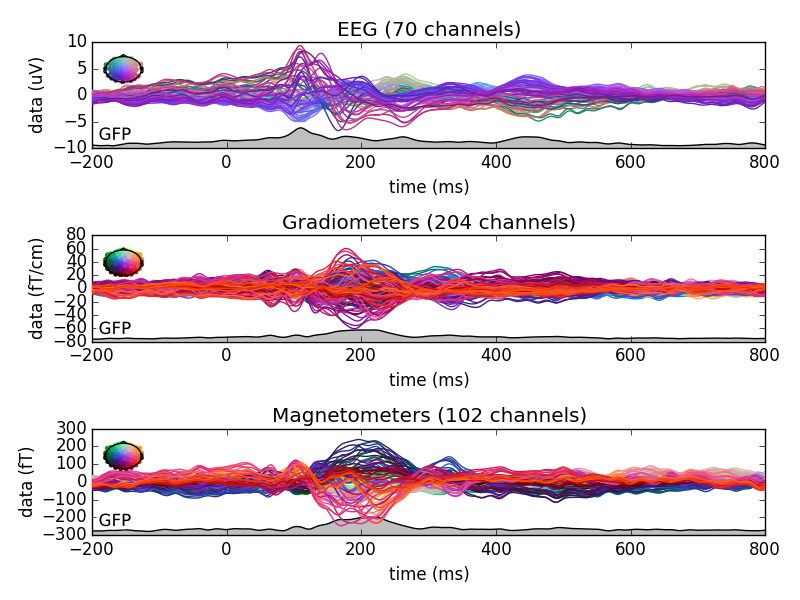 EEG (70 channels)
10
5
0
−5
−10
data (uV)
GFP
−200 0 200 400 600 800
time (ms)
Gradiometers (204 channels)
80
60
40
20
0
−20
−40
−60
−80
data (fT/cm)
GFP
−200 0 200 400 600 800
time (ms)
Magnetometers (102 channels)
300
200
100
0
−100
−200
−300
data (fT)
GFP
−200 0 200 400 600 800
time (ms)